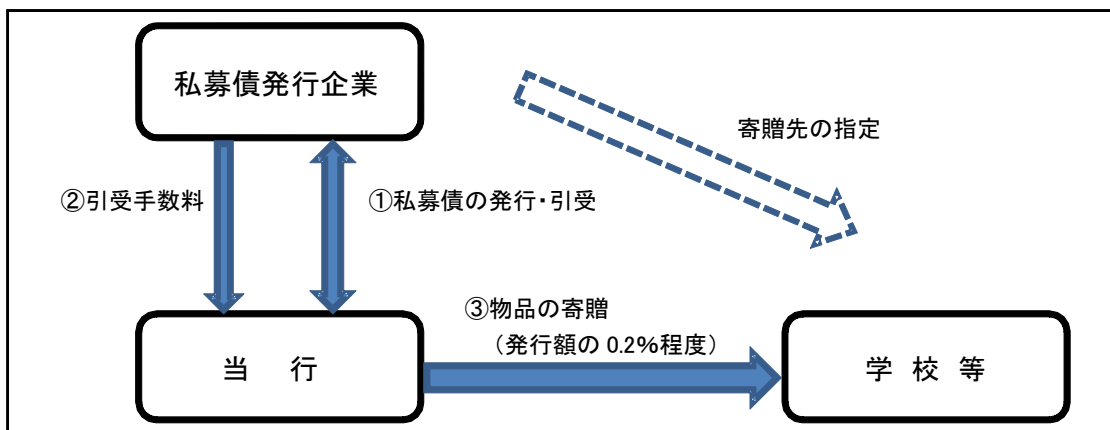 私募債発行企業
寄贈先の指定
②引受手数料
①私募債の発行・引受
③物品の寄贈
（発行額の 0.2%程度）
当 行
学 校 等